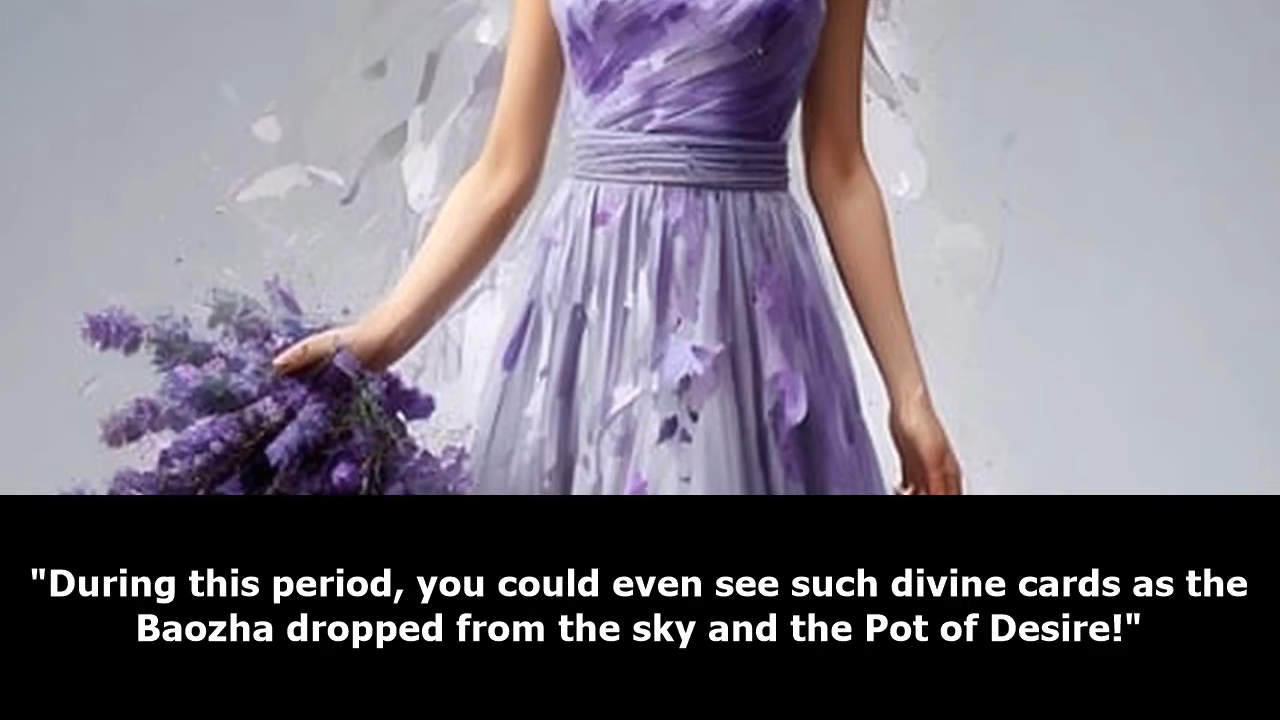 "During this period, you could even see such divine cards as the
Baozha dropped from the sky and the Pot of Desire!"